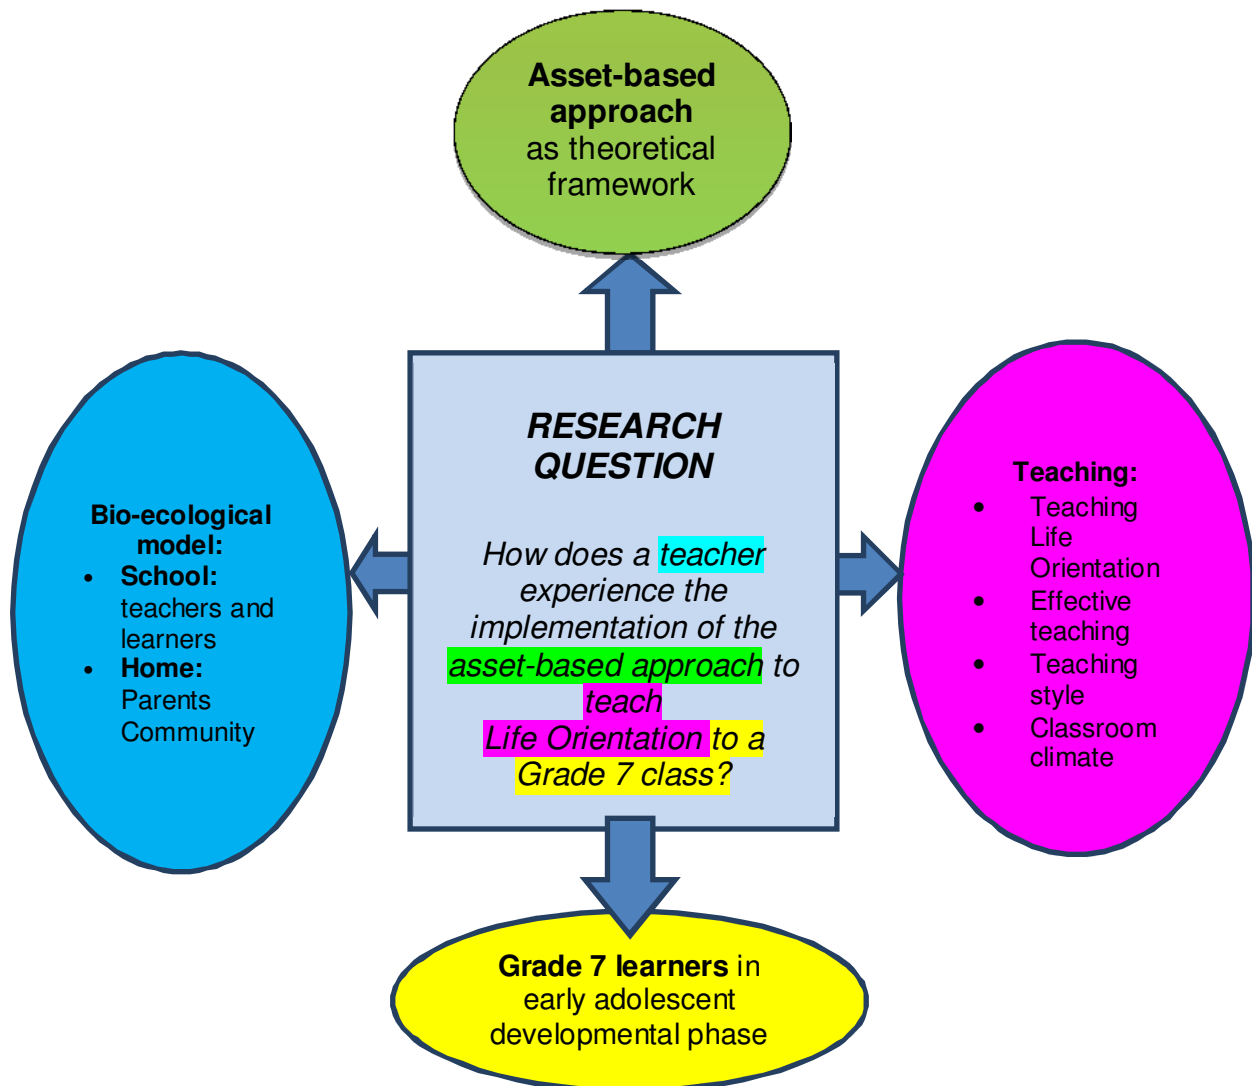 Asset-based
approach
as theoretical
framework
RESEARCH
QUESTION
How does a teacher
experience the
implementation of the
asset-based approach to
teach
Life Orientation to a
Grade 7 class?
Bio-ecological
model:
• School:
teachers and
learners
• Home:
Parents
Community
Teaching:
• Teaching
Life
Orientation
• Effective
teaching
• Teaching
style
• Classroom
climate
Grade 7 learners in
early adolescent
developmental phase